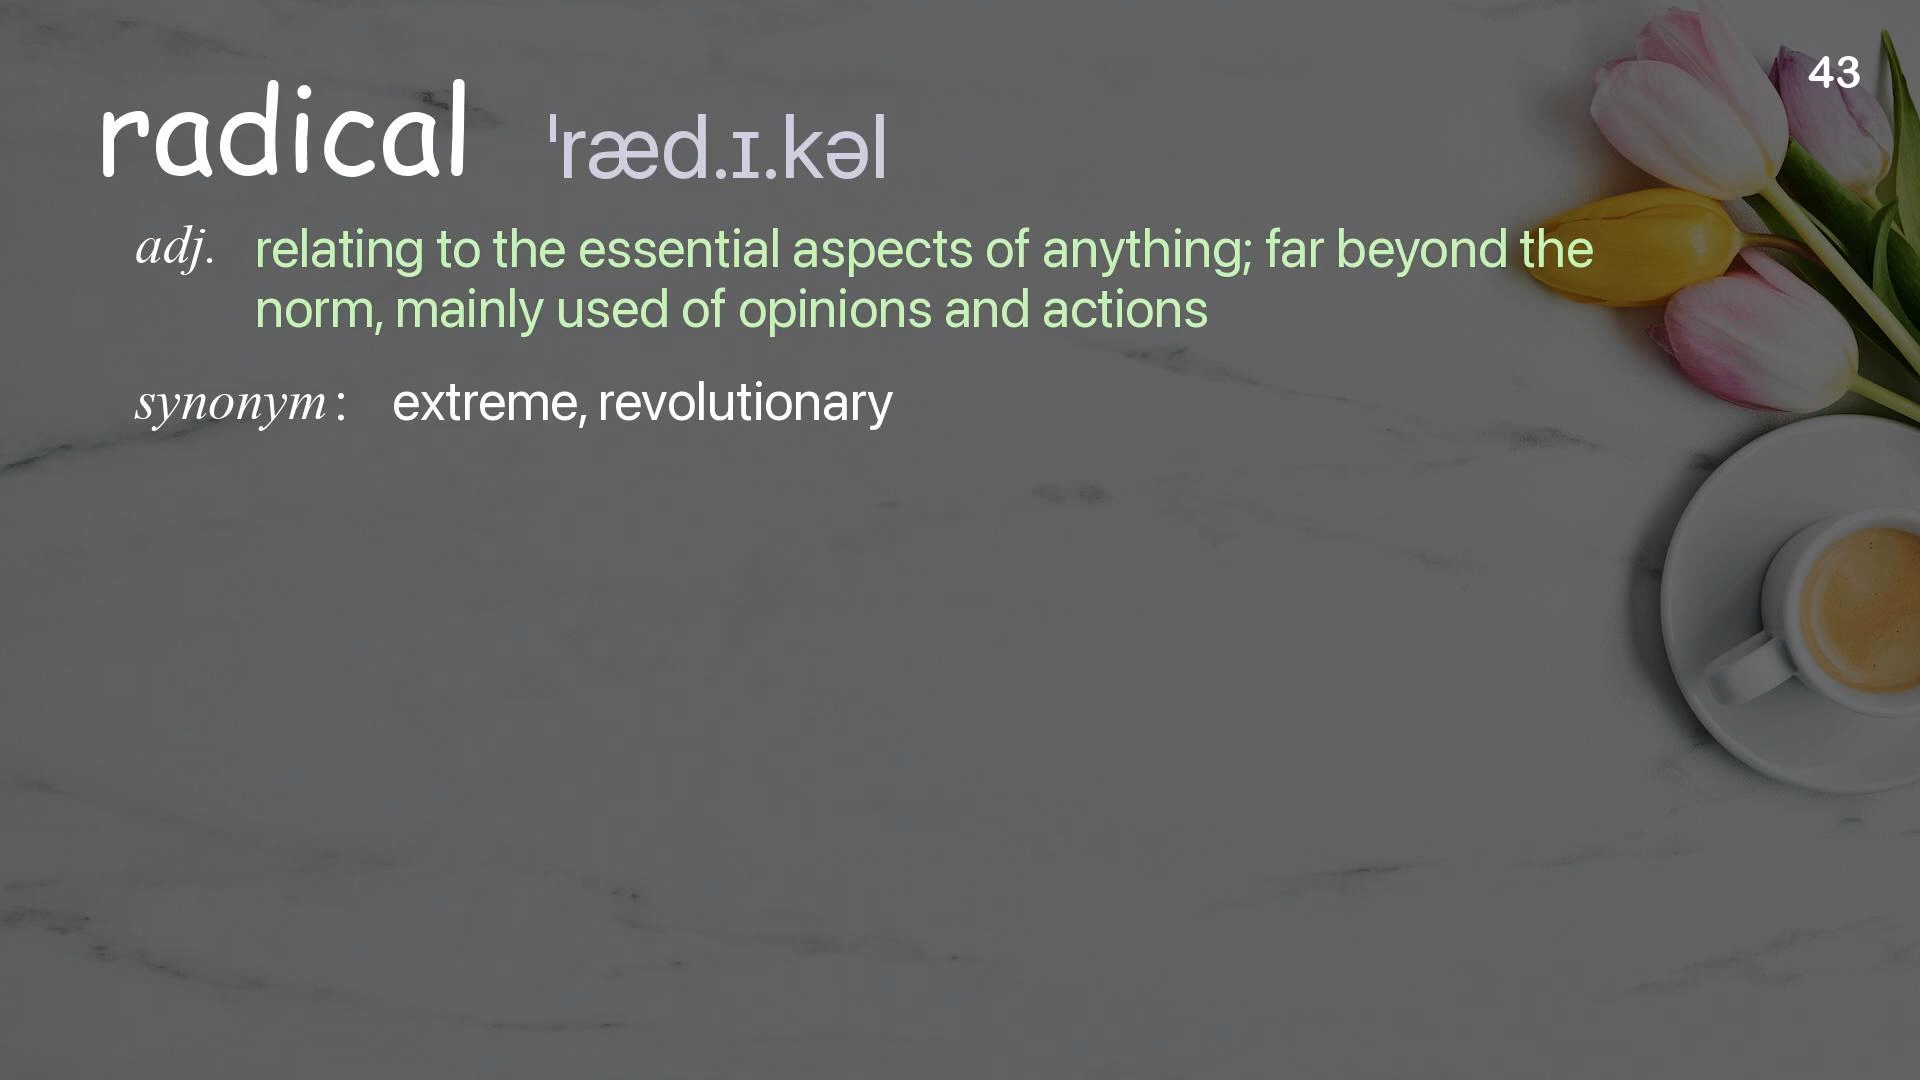 43
radical ˈræd.ɪ.kəl
adj. relating to the essential aspects of anything; far beyond the
norm, mainly used of opinions and actions
synonym : extreme, revolutionary